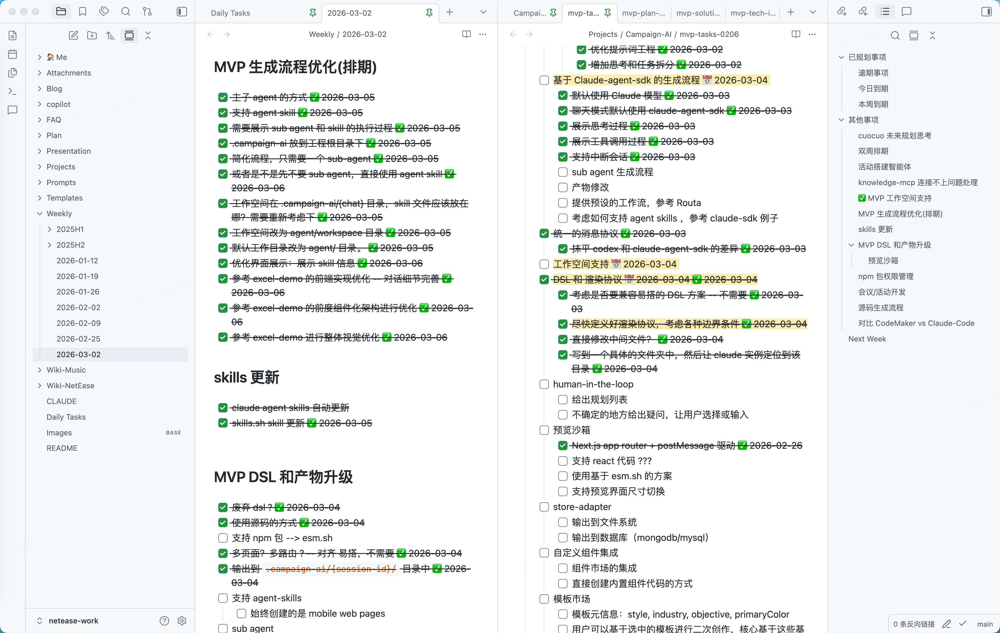 Daily Tasks
2026-03-02
Campai...
mvp-ta...
mvp-plan-...
mvp-soluti...
mvp-tech-i...
Me
Attachments
Blog
copilot
FAQ
Plan
Presentation
Projects
Prompts
Templates
Weekly
2025H1
2025H2
2026-01-12
2026-01-19
2026-01-26
2026-02-02
2026-02-09
2026-02-25
2026-03-02
Wiki-Music
Wiki-NetEase
CLAUDE
Daily Tasks
Images BASE
README
netease-work
Weekly / 2026-03-02
MVP 生成流程优化(排期)
主子 agent 的方式 ✅ 2026-03-05
支持 agent skill ✅ 2026-03-05
需要展示 sub agent 和 skill 的执行过程 ✅ 2026-03-05
.campaign-ai 放到工程根目录下 ✅ 2026-03-05
简化流程，只需要一个 sub-agent ✅ 2026-03-05
或者是不是先不要 sub agent，直接使用 agent skill ✅
2026-03-06
工作空间在 .campaign-ai/{chat} 目录，skill 文件应该放在
哪？需要重新考虑下 ✅ 2026-03-05
工作空间改为 agent/workspace 目录 ✅ 2026-03-05
默认工作目录改为 agent/ 目录。 ✅ 2026-03-05
优化界面展示：展示 skill 信息 ✅ 2026-03-06
参考 excel-demo 的前端实现优化 -- 对话细节完善 ✅
2026-03-06
参考 excel-demo 的前度组件化架构进行优化 ✅ 2026-03-
06
参考 excel-demo 进行整体视觉优化 ✅ 2026-03-06
skills 更新
claude agent skills 自动更新
skills.sh skill 更新 ✅ 2026-03-05
MVP DSL 和产物升级
废弃 dsl ? ✅ 2026-03-04
使用源码的方式 ✅ 2026-03-04
支持 npm 包 --> esm.sh
多页面？多路由 ? -- 对齐 易搭，不需要 ✅ 2026-03-04
输出到 .campaign-ai/{session-id}/ 目录中 ✅ 2026-
03-04
支持 agent-skills
始终创建的是 mobile web pages
sub agent
Projects / Campaign-AI / mvp-tasks-0206
优化提示词工程 ✅ 2026-03-02
增加思考和任务拆分 ✅ 2026-03-02
基于 Claude-agent-sdk 的生成流程 📅 2026-03-04
默认使用 Claude 模型 ✅ 2026-03-03
聊天模式默认使用 claude-agent-sdk ✅ 2026-03-03
展示思考过程 ✅ 2026-03-03
展示工具调用过程 ✅ 2026-03-03
支持中断会话 ✅ 2026-03-03
sub agent 生成流程
产物修改
提供预设的工作流，参考 Routa
考虑如何支持 agent skills ，参考 claude-sdk 例子
统一的消息协议 ✅ 2026-03-03
抹平 codex 和 claude-agent-sdk 的差异 ✅ 2026-03-03
工作空间支持 📅 2026-03-04
DSL 和 渲染协议 📅 2026-03-04 ✅ 2026-03-04
考虑是否要兼容易搭的 DSL 方案 -- 不需要 ✅ 2026-03-
03
尽快定义好渲染协议，考虑各种边界条件 ✅ 2026-03-04
直接修改中间文件？ ✅ 2026-03-04
写到一个具体的文件夹中，然后让 claude 实例定位到该
目录 ✅ 2026-03-04
human-in-the-loop
给出规划列表
不确定的地方给出疑问，让用户选择或输入
预览沙箱
Next.js app router + postMessage 驱动 ✅ 2026-02-26
支持 react 代码 ???
使用基于 esm.sh 的方案
支持预览界面尺寸切换
store-adapter
输出到文件系统
输出到数据库（mongodb/mysql）
自定义组件集成
组件市场的集成
直接创建内置组件代码的方式
模板市场
模板元信息：style, industry, objective, primaryColor
用户可以基于选中的模板进行二次创作，核心基于这些基
已规划事项
逾期事项
今日到期
本周到期
其他事项
cuocuo 未来规划思考
双周排期
活动搭建智能体
knowledge-mcp 连接不上问题处理
✅ MVP 工作空间支持
MVP 生成流程优化(排期)
skills 更新
MVP DSL 和产物升级
预览沙箱
npm 包权限管理
会议/活动开发
源码生成流程
对比 CodeMaker vs Claude-Code
Next Week
0 条反向链接
main